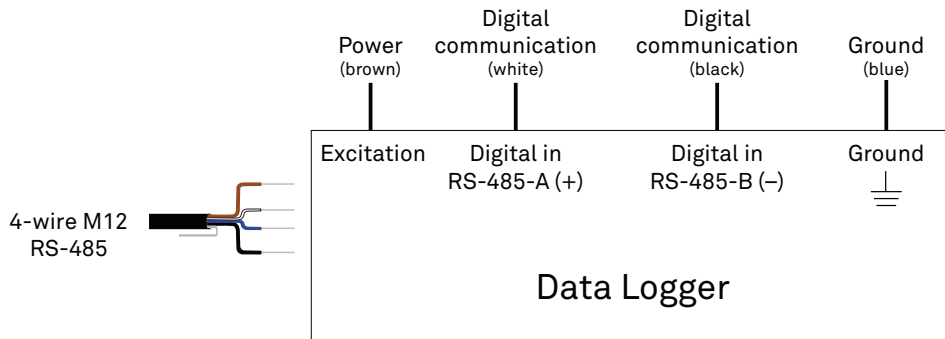 Power
(brown)
Digital
communication
(white)
Digital
communication
(black)
Ground
(blue)
Excitation
Digital in
RS-485-A (+)
Digital in
RS-485-B (–)
Ground
4-wire M12
RS-485
Data Logger